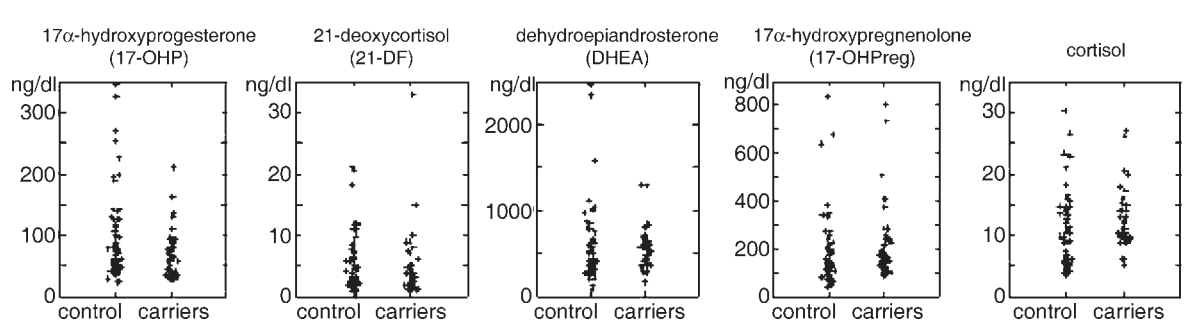 17α-hydroxyprogesterone
(17-OHP)
ng/dl
300
200
100
0
control carriers
21-deoxycortisol
(21-DF)
ng/dl
30
20
10
0
control carriers
dehydroepiandrosterone
(DHEA)
ng/dl
2000
1000
0
control carriers
17α-hydroxypregnenolone
(17-OHPreg)
ng/dl
800
600
400
200
0
control carriers
cortisol
ng/dl
30
20
10
0
control carriers